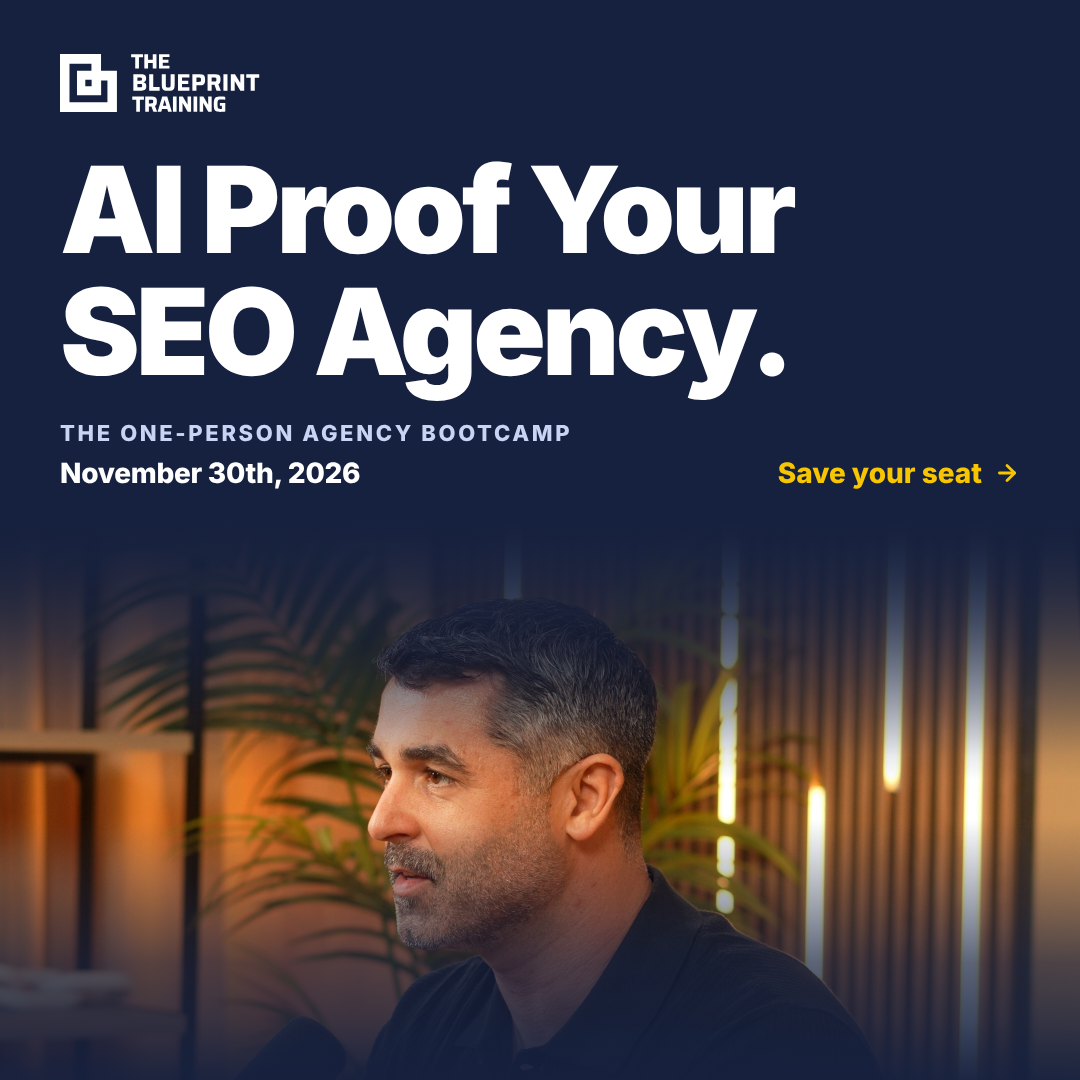 THE
BLUEPRINT
TRAINING
AI Proof Your
SEO Agency.
THE ONE-PERSON AGENCY BOOTCAMP
November 30th, 2026
Save your seat →